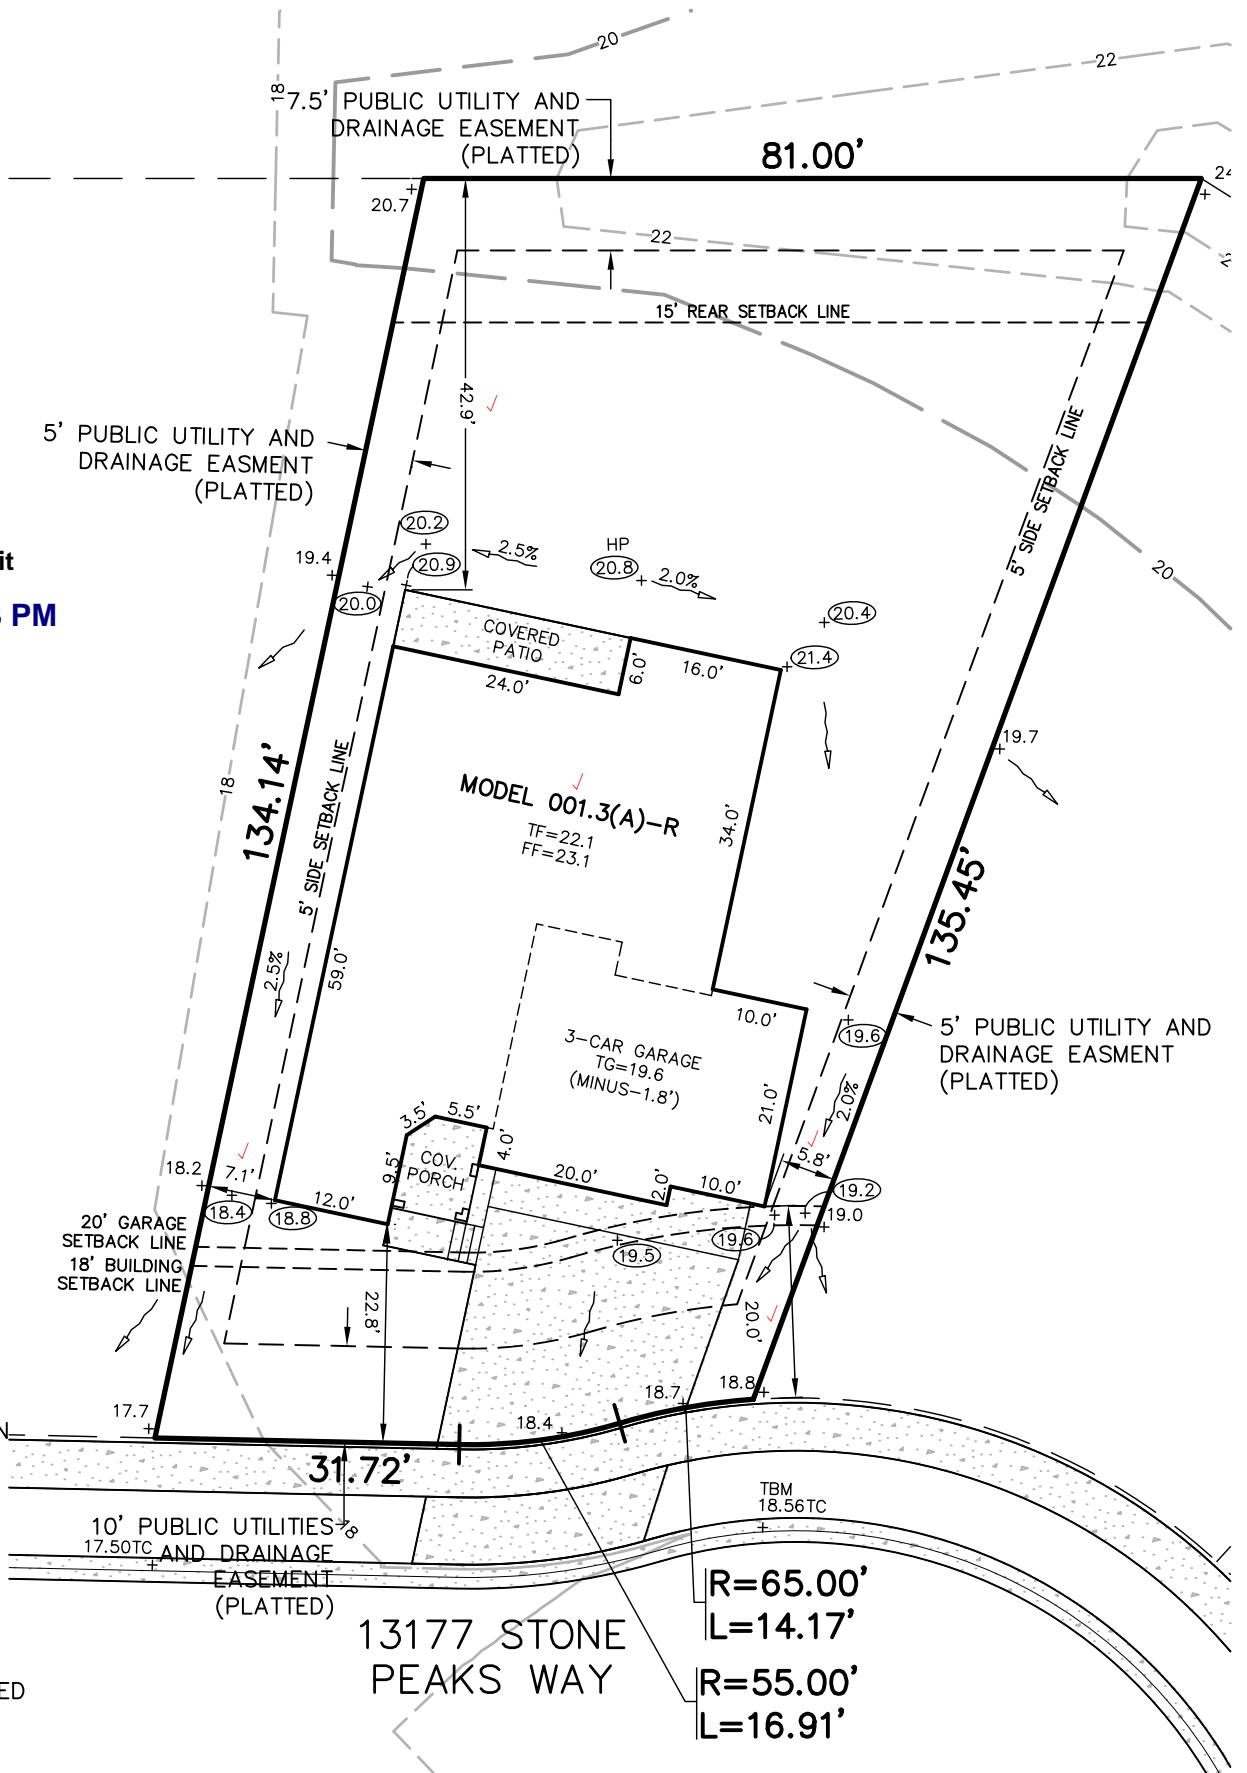 20
22
18
7.5' PUBLIC UTILITY AND
DRAINAGE EASEMENT
(PLATTED)
81.00'
24
20.7
22
15' REAR SETBACK LINE
42.9'
5' PUBLIC UTILITY AND
DRAINAGE EASMENT
(PLATTED)
5' SIDE SETBACK LINE
20.2
it
19.4
20.9
2.5%
HP
20.8
2.0%
20
20.0
PM
20.4
COVERED
PATIO
21.4
6.0'
16.0'
24.0'
19.7
18
134.14'
5' SIDE SETBACK LINE
MODEL 001.3(A)-R
TF=22.1
FF=23.1
34.0'
135.45'
2.5%
59.0'
10.0'
19.6
5' PUBLIC UTILITY AND
DRAINAGE EASMENT
(PLATTED)
3-CAR GARAGE
TG=19.6
(MINUS-1.8')
21.0'
2.0%
3.5'
5.5'
4.0'
9.5'
COV.
PORCH
18.2
7.1'
20.0'
2.0'
10.0'
5.8'
19.2
18.4
18.8
12.0'
19.0
20' GARAGE
SETBACK LINE
19.6
19.5
18' BUILDING
SETBACK LINE
22.8'
20.0'
18.7
18.8
17.7
18.4
N
31.72'
TBM
18.56TC
10' PUBLIC UTILITIES
18
17.50TC
AND DRAINAGE
EASEMENT
(PLATTED)
R=65.00'
L=14.17'
13177 STONE
PEAKS WAY
R=55.00'
L=16.91'
ED